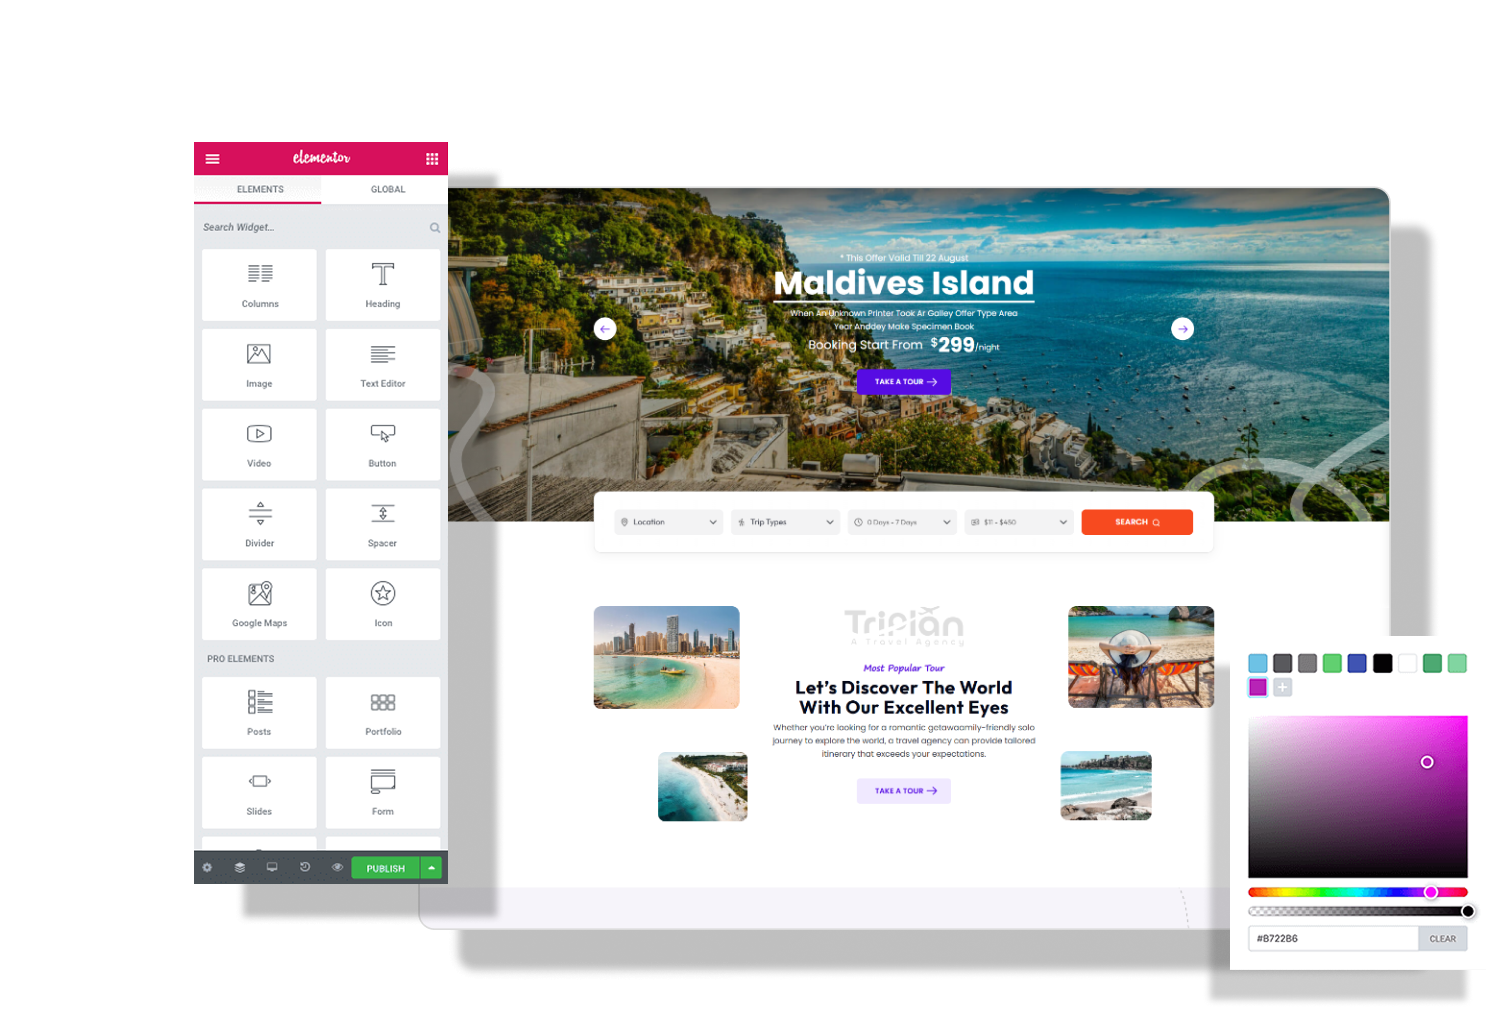 elementor
ELEMENTS
GLOBAL
Search Widget...
Columns
Heading
Image
Text Editor
Video
Button
Divider
Spacer
Google Maps
Icon
PRO ELEMENTS
Posts
Portfolio
Slides
Form
PUBLISH
* This Offer Valid Till 22 August
Maldives Island
When An Unknown Printer Took Ar Galley Offer Type Area
Year Anddey Make Specimen Book
Booking Start From $299/night
TAKE A TOUR
Location
Trip Types
0 Days - 7 Days
$11 - $450
SEARCH
Triplan
A Travel Agency
Most Popular Tour
Let's Discover The World
With Our Excellent Eyes
Whether you're looking for a romantic getawaamily-friendly solo
journey to explore the world, a travel agency can provide tailored
itinerary that exceeds your expectations.
TAKE A TOUR
#B722B6
CLEAR